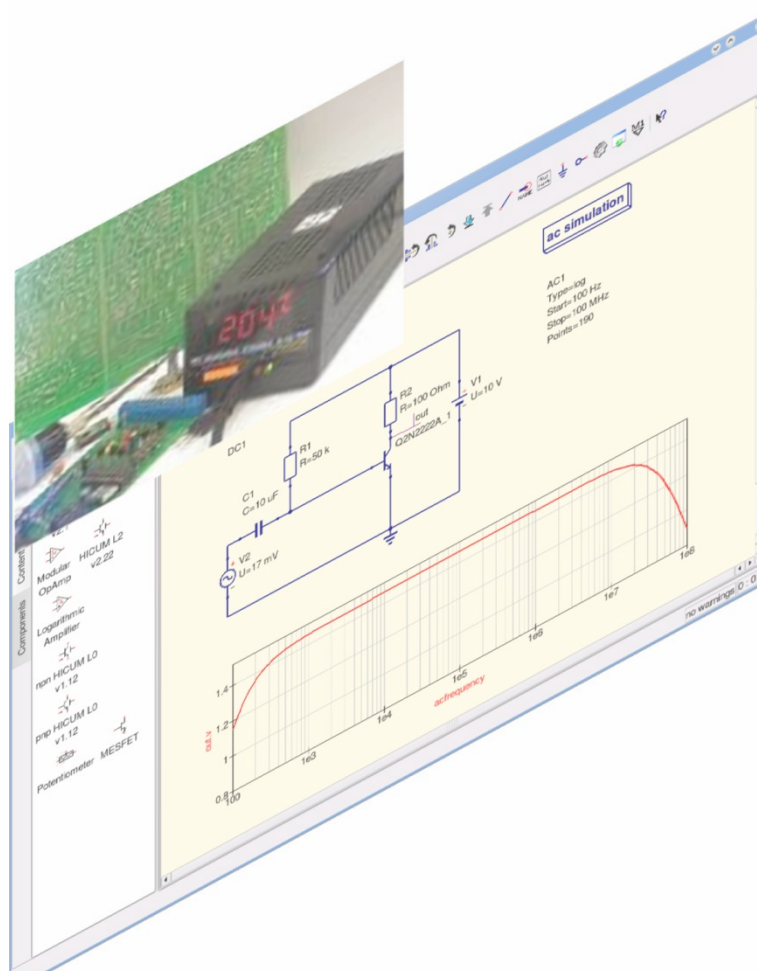 ac simulation
AC1
Type=log
Start=100 Hz
Stop=100 MHz
Points=190
R2
R=100 Ohm
out
Q2N2222A_1
V1
U=10 V
DC1
R1
R=50 k
C1
C=10 uF
V2
U=17 mV
Content
Components
Modular
OpAmp
HICUM L2
v2.22
Logarithmic
Amplifier
npn HICUM L0
v1.12
pnp HICUM L0
v1.12
Potentiometer
MESFET
1.4
1.2
1
0.8
out.v
100
1e3
1e4
1e5
1e6
1e7
1e8
acfrequency
no warnings